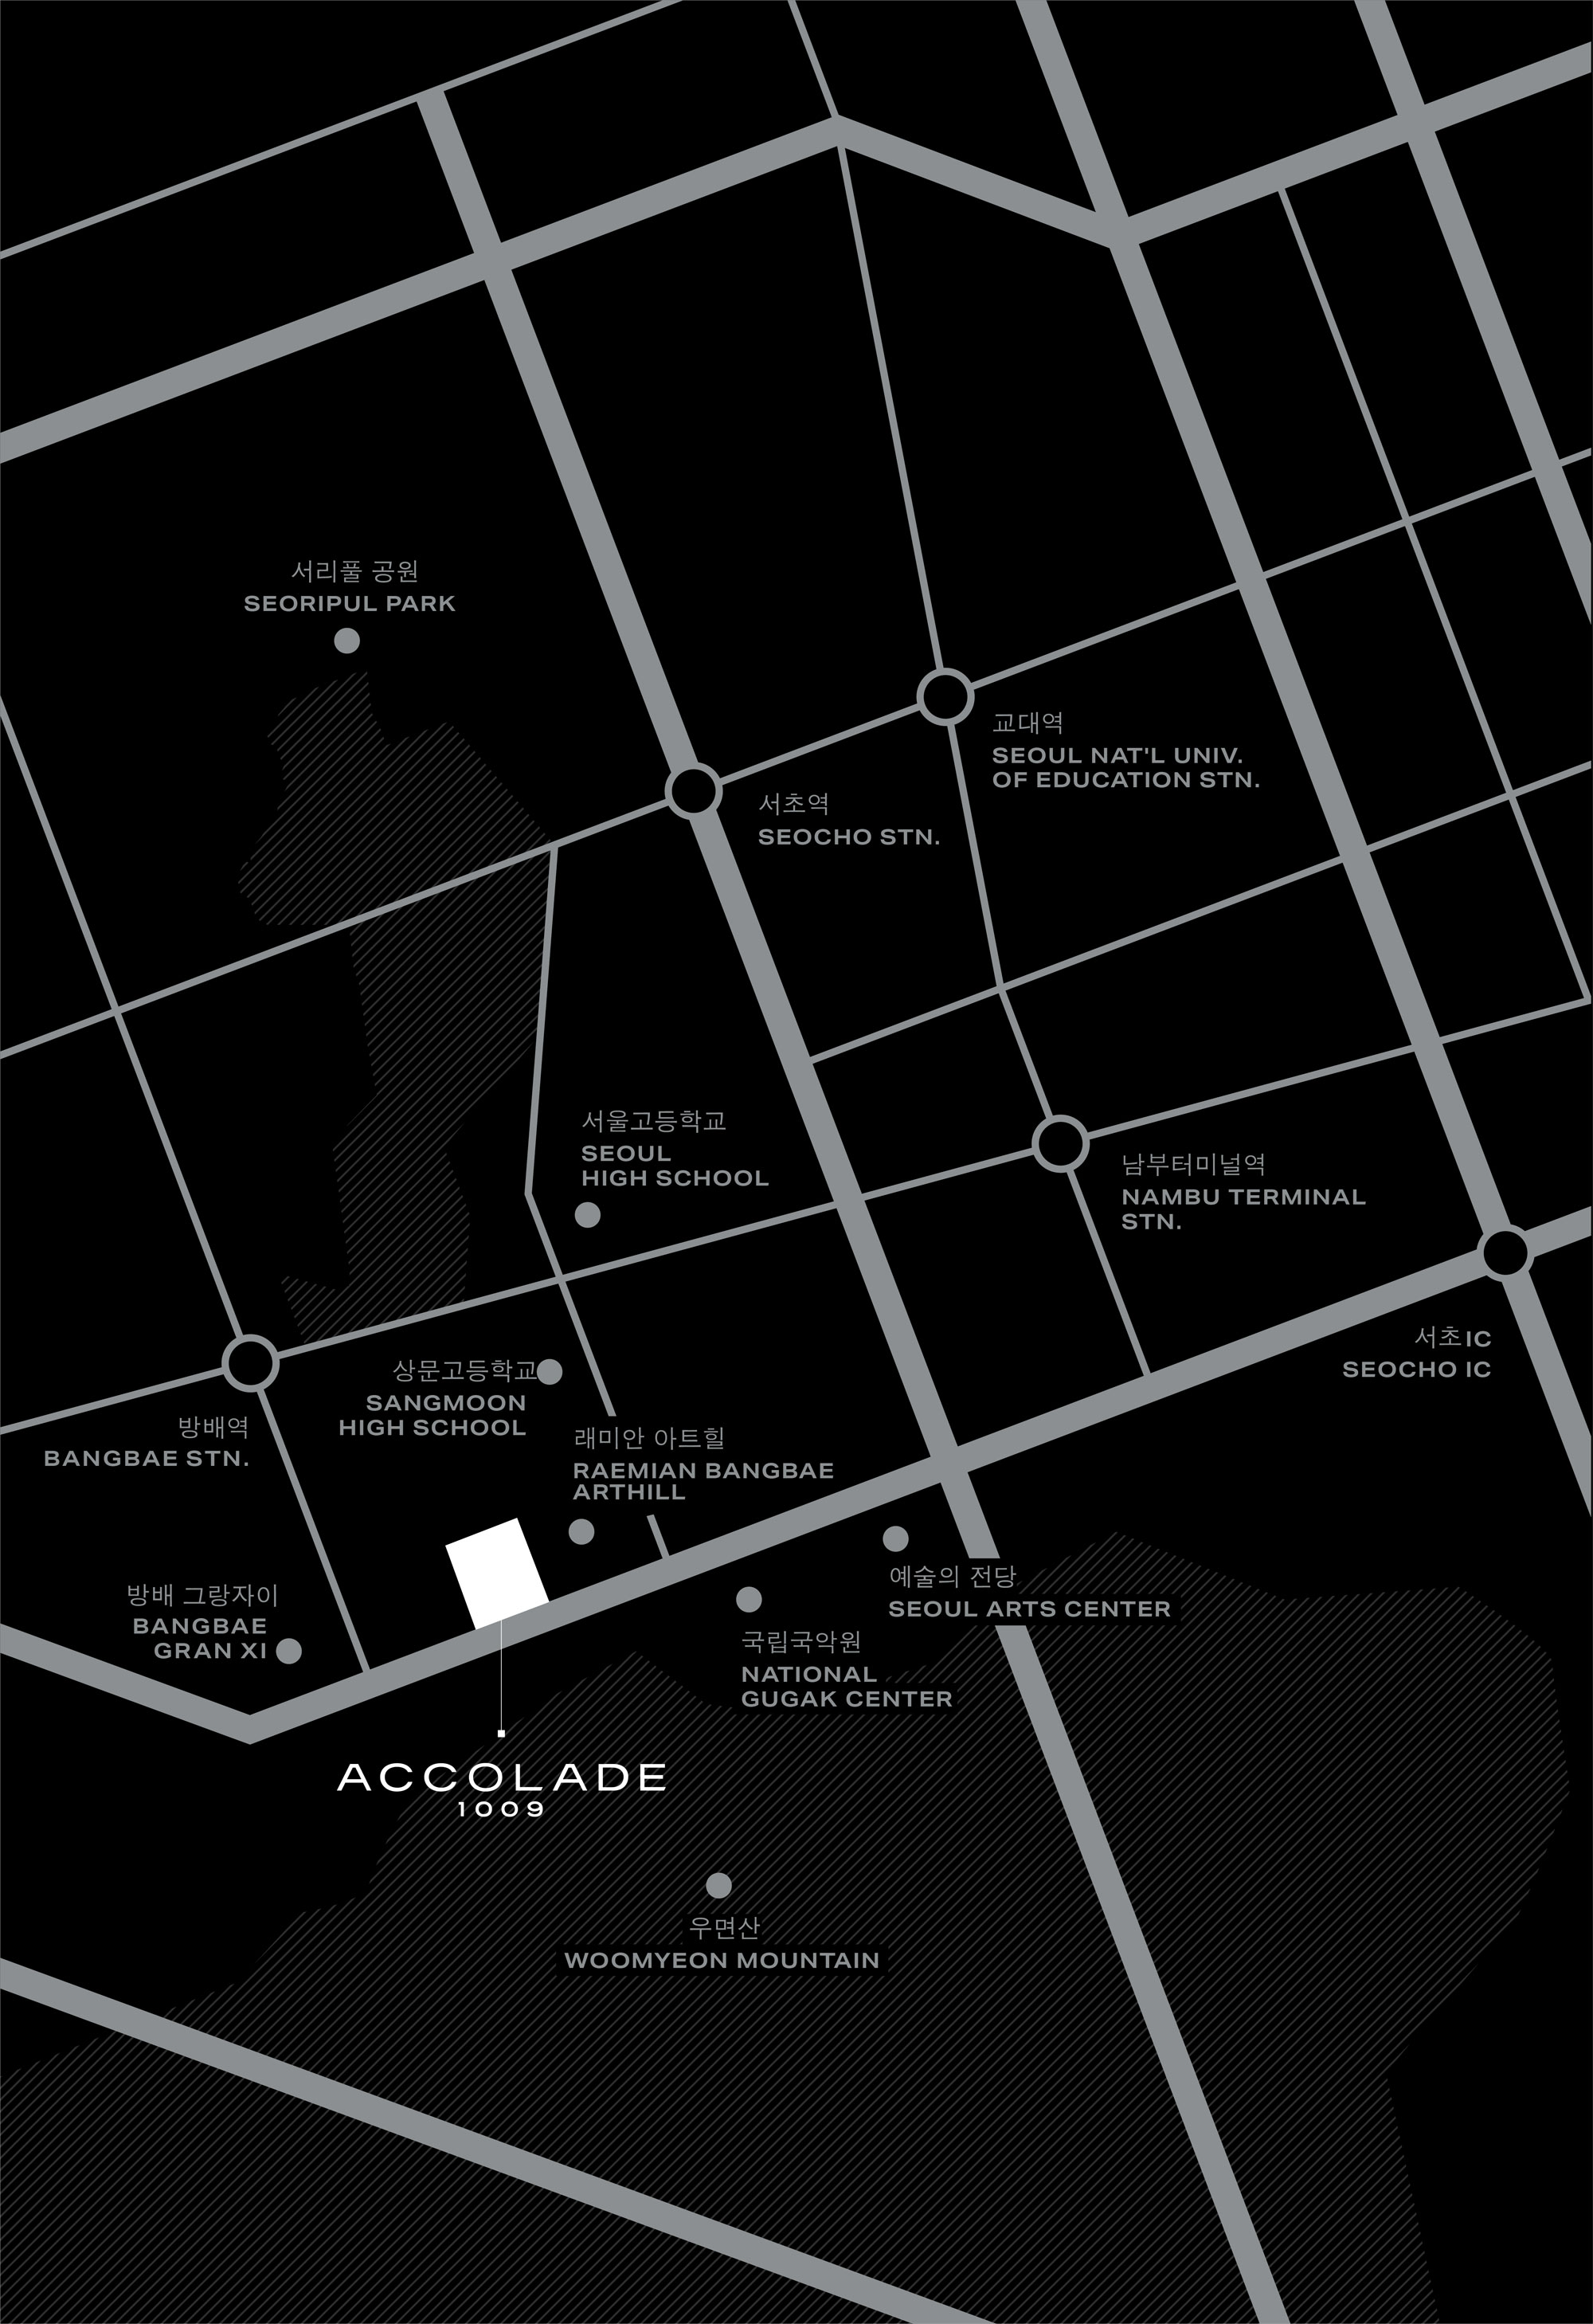 서리풀 공원
SEORIPUL PARK
교대역
SEOUL NAT'L UNIV.
OF EDUCATION STN.
서초역
SEOCHO STN.
서울고등학교
SEOUL
HIGH SCHOOL
남부터미널역
NAMBU TERMINAL
STN.
서초IC
SEOCHO IC
상문고등학교
SANGMOON
HIGH SCHOOL
방배역
BANGBAE STN.
래미안 아트힐
RAEMIAN BANGBAE
ARTHILL
예술의 전당
SEOUL ARTS CENTER
방배 그랑자이
BANGBAE
GRAN XI
국립국악원
NATIONAL
GUGAK CENTER
ACCOLADE
1009
우면산
WOOMYEON MOUNTAIN